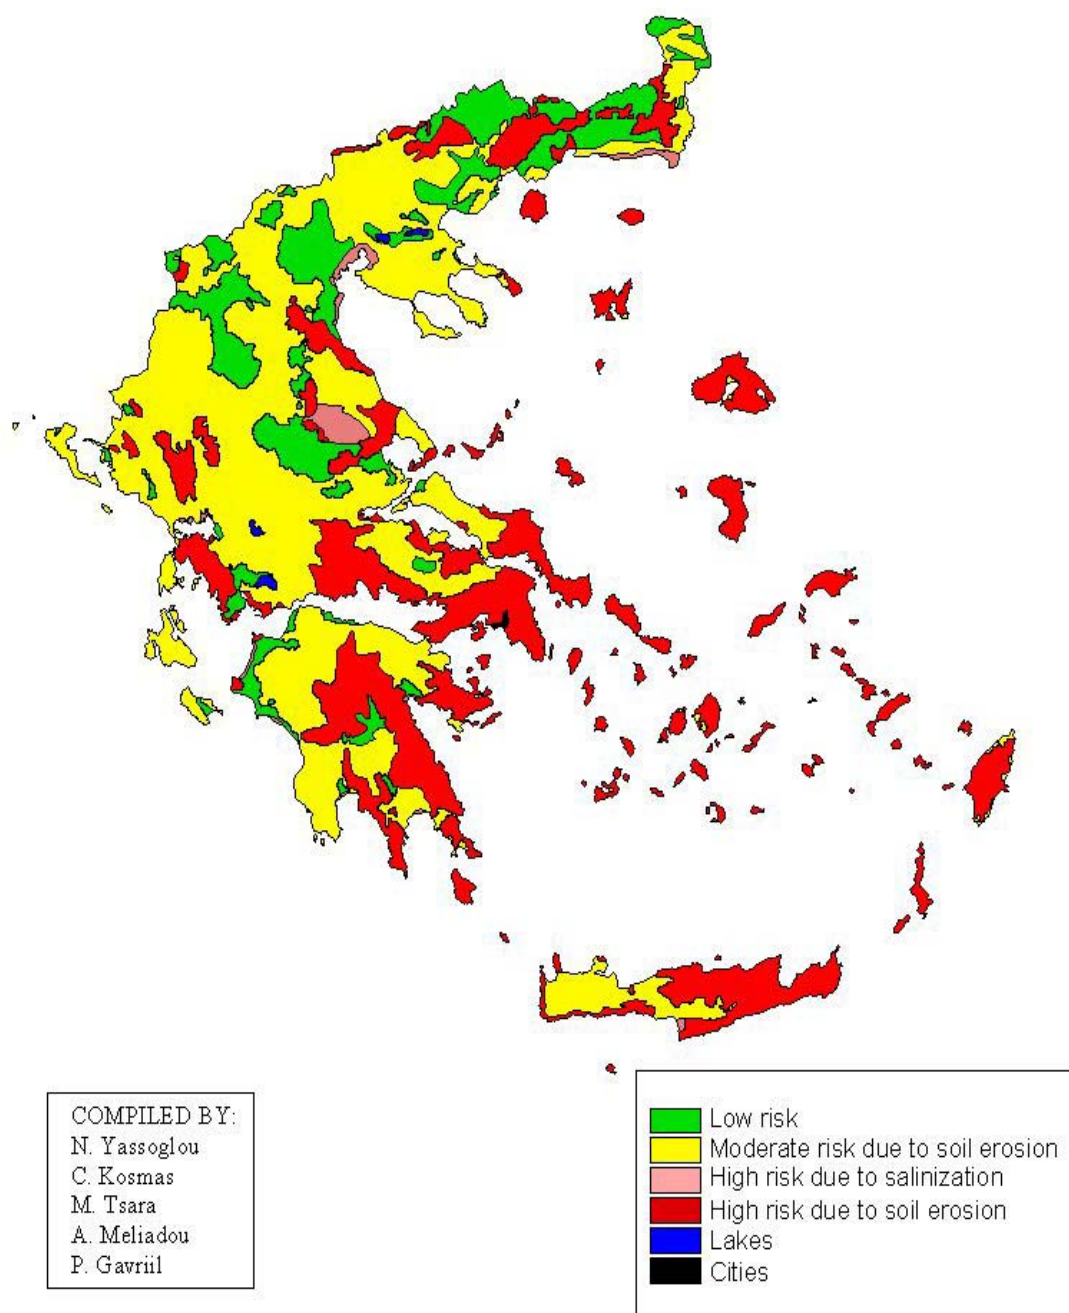 COMPILED BY:
N. Yassoglou
C. Kosmas
M. Tsara
A. Meliadou
P. Gavriil
Low risk
Moderate risk due to soil erosion
High risk due to salinization
High risk due to soil erosion
Lakes
Cities